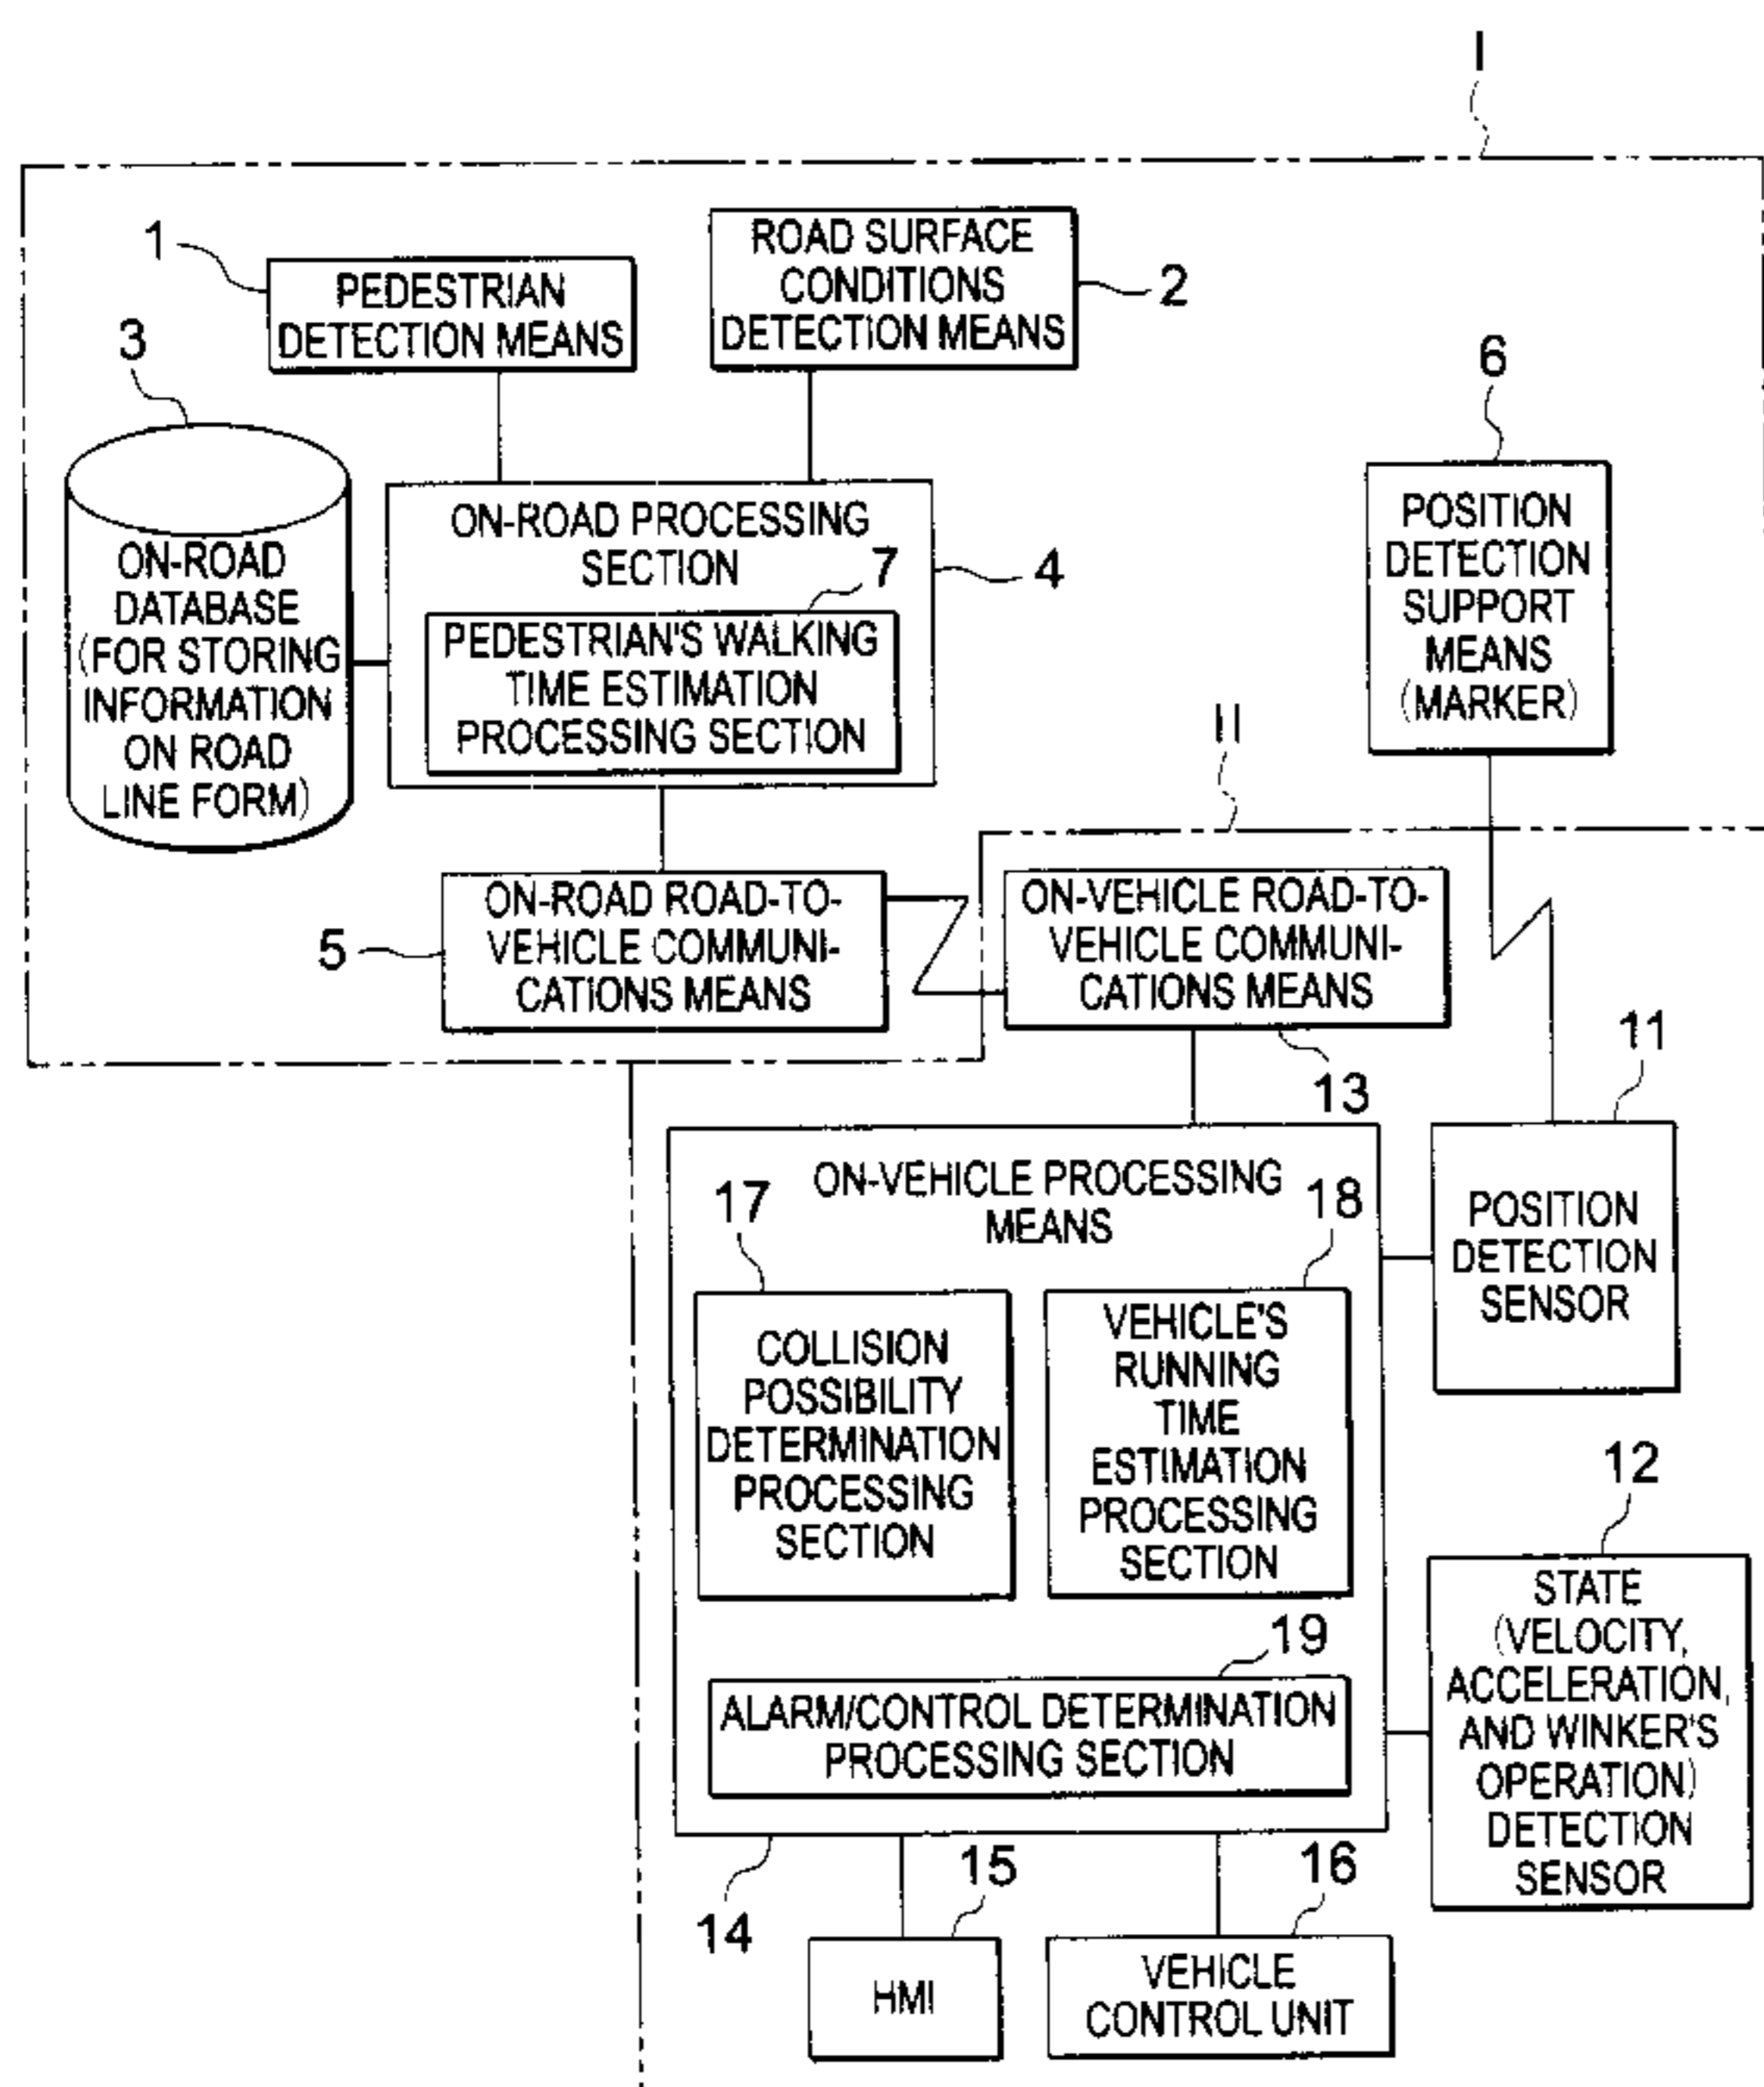 I
1
PEDESTRIAN
DETECTION MEANS
ROAD SURFACE
CONDITIONS
DETECTION MEANS
2
3
ON-ROAD
DATABASE
(FOR STORING
INFORMATION
ON ROAD
LINE FORM)
ON-ROAD PROCESSING
SECTION
7
4
PEDESTRIAN'S WALKING
TIME ESTIMATION
PROCESSING SECTION
6
POSITION
DETECTION
SUPPORT
MEANS
(MARKER)
II
5
ON-ROAD ROAD-TO-
VEHICLE COMMUNI-
CATIONS MEANS
ON-VEHICLE ROAD-TO-
VEHICLE COMMUNI-
CATIONS MEANS
13
11
POSITION
DETECTION
SENSOR
ON-VEHICLE PROCESSING
MEANS
17
COLLISION
POSSIBILITY
DETERMINATION
PROCESSING
SECTION
18
VEHICLE'S
RUNNING
TIME
ESTIMATION
PROCESSING
SECTION
12
STATE
(VELOCITY,
ACCELERATION,
AND WINKER'S
OPERATION)
DETECTION
SENSOR
19
ALARM/CONTROL DETERMINATION
PROCESSING SECTION
14
15
HMI
16
VEHICLE
CONTROL UNIT